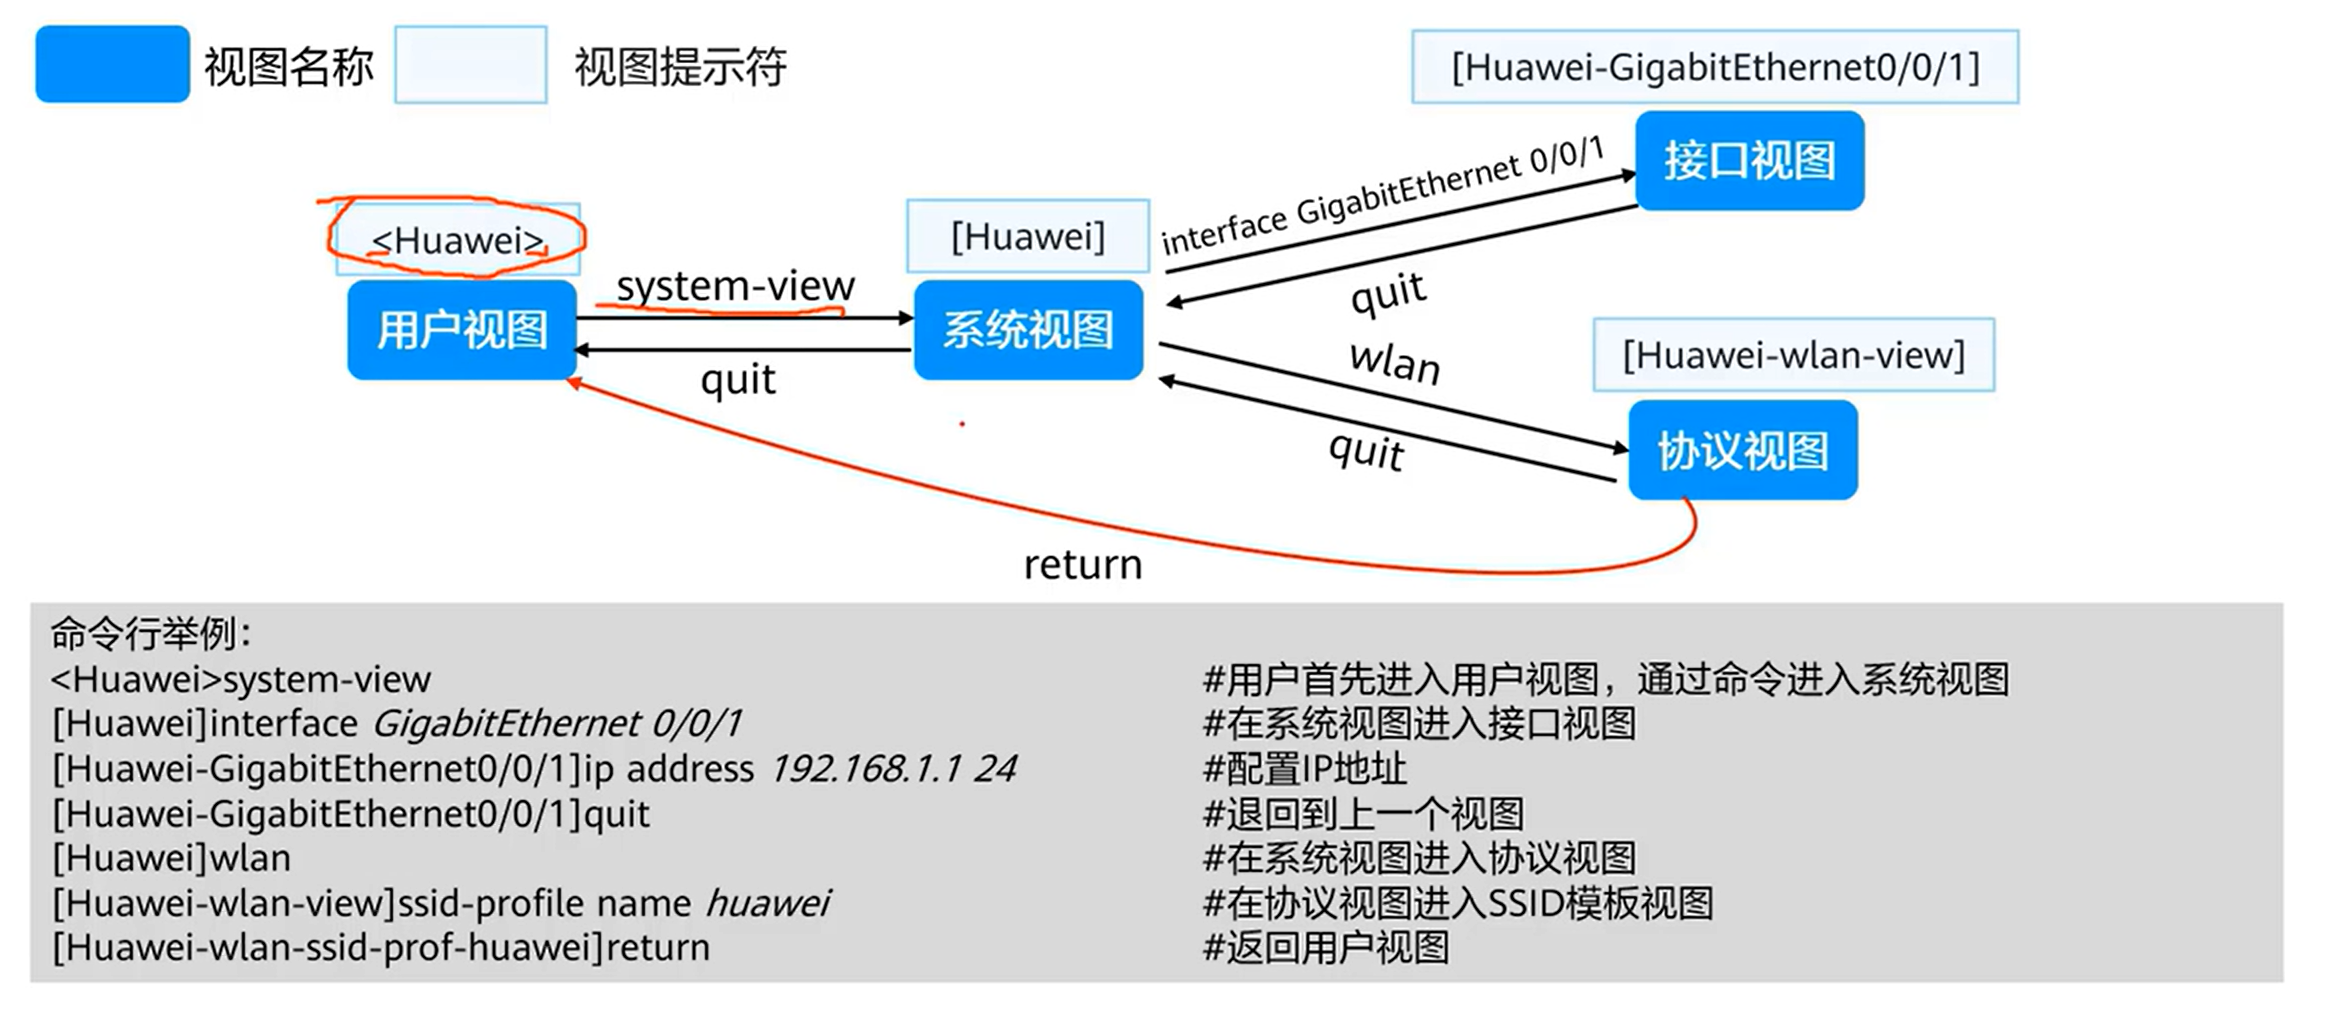 视图名称 视图提示符
[Huawei-GigabitEthernet0/0/1]
接口视图
interface GigabitEthernet 0/0/1
quit
<Huawei>
用户视图
system-view
quit
[Huawei]
系统视图
wlan
quit
[Huawei-wlan-view]
协议视图
return
命令行举例：
<Huawei>system-view #用户首先进入用户视图，通过命令进入系统视图
[Huawei]interface GigabitEthernet 0/0/1 #在系统视图进入接口视图
[Huawei-GigabitEthernet0/0/1]ip address 192.168.1.1 24 #配置IP地址
[Huawei-GigabitEthernet0/0/1]quit #退回到上一个视图
[Huawei]wlan #在系统视图进入协议视图
[Huawei-wlan-view]ssid-profile name huawei #在协议视图进入SSID模板视图
[Huawei-wlan-ssid-prof-huawei]return #返回用户视图